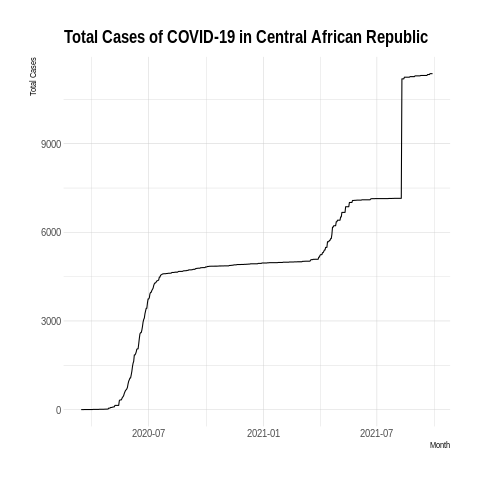 Total Cases of COVID-19 in Central African Republic
Total Cases
9000
6000
3000
0
2020-07 2021-01 2021-07
Month